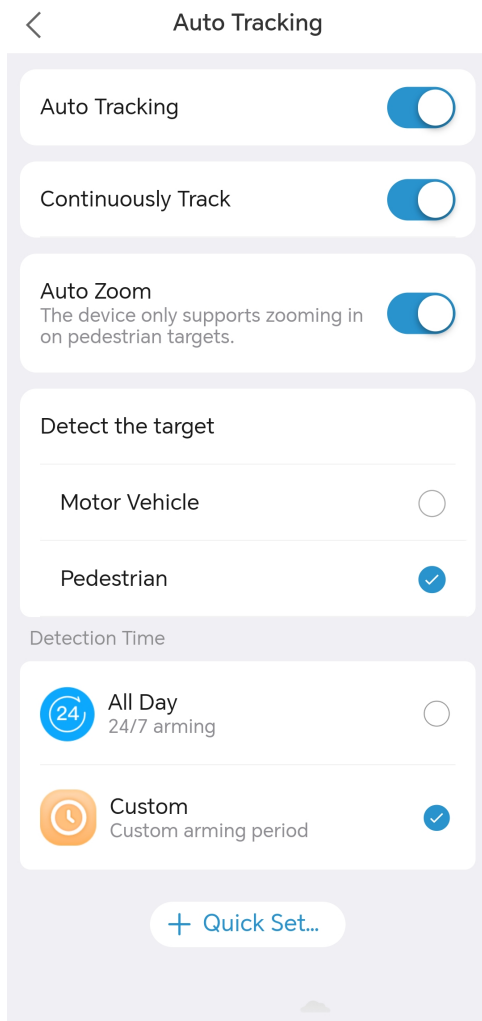 Auto Tracking
Auto Tracking
Continuously Track
Auto Zoom
The device only supports zooming in
on pedestrian targets.
Detect the target
Motor Vehicle
Pedestrian
Detection Time
24
All Day
24/7 arming
Custom
Custom arming period
+ Quick Set...